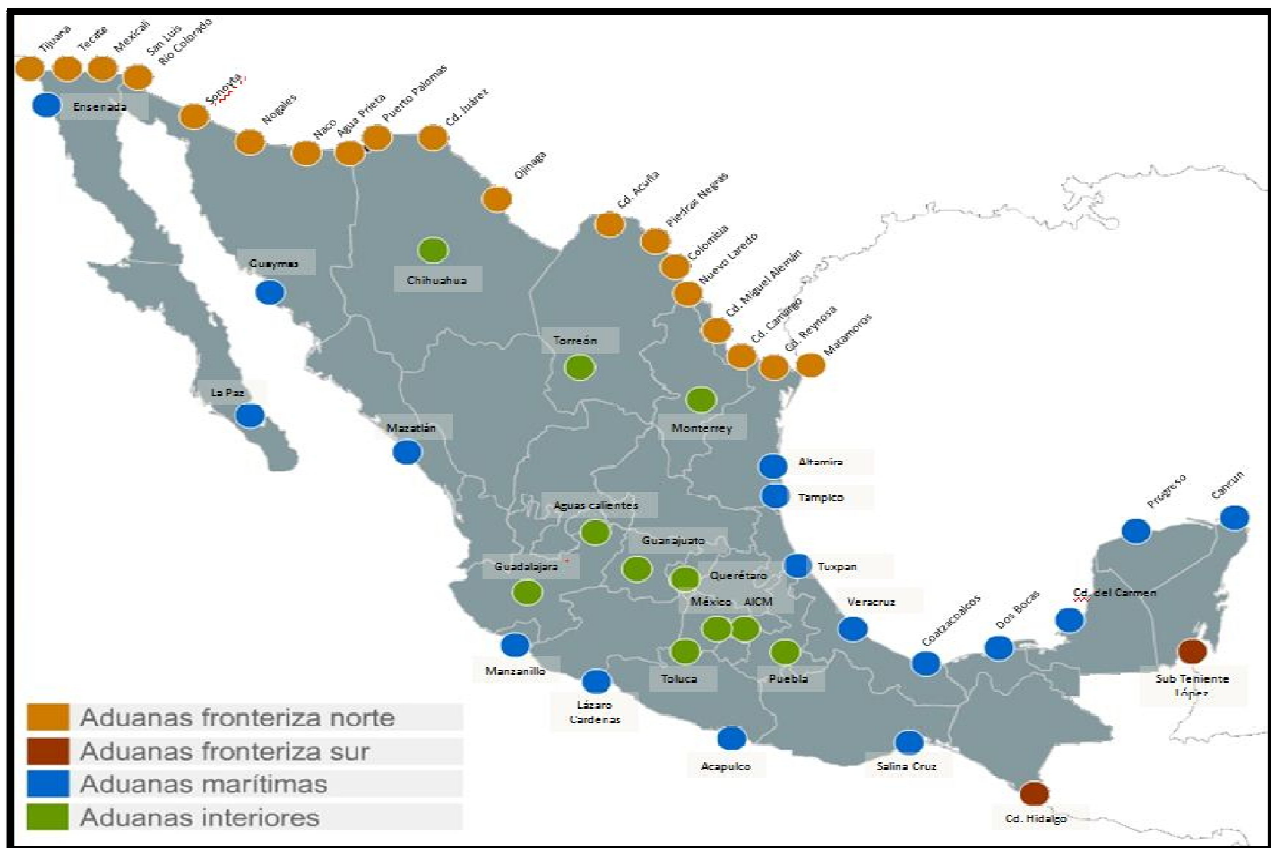 Tijuana
Tecate
Mexicali
San Luis
Río Colorado
Sonoyta
Nogales
Naco
Agua Prieta
Puerto Palomas
Cd. Juárez
Ojinaga
Cd. Acuña
Piedras Negras
Colombia
Nuevo Laredo
Cd. Miguel Alemán
Cd. Camargo
Cd. Reynosa
Matamoros
Ensenada
Guaymas
Chihuahua
Torreón
La Paz
Mazatlán
Monterrey
Altamira
Tampico
Aguas calientes
Guanajuato
Guadalajara
Querétaro
Tuxpan
México
AICM
Veracruz
Coatzacoalcos
Dos Bocas
Cd. del Carmen
Progreso
Cancun
Manzanillo
Toluca
Puebla
Sub Teniente
López
Lázaro
Cardenas
Acapulco
Salina Cruz
Cd. Hidalgo
Aduanas fronteriza norte
Aduanas fronteriza sur
Aduanas marítimas
Aduanas interiores